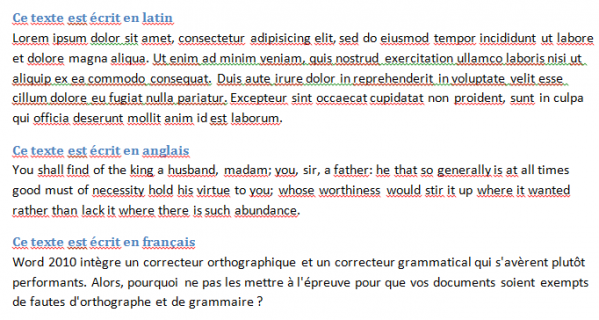 Ce texte est écrit en latin
Lorem ipsum dolor sit amet, consectetur adipisicing elit, sed do eiusmod tempor incididunt ut labore
et dolore magna aliqua. Ut enim ad minim veniam, quis nostrud exercitation ullamco laboris nisi ut
aliquip ex ea commodo consequat. Duis aute irure dolor in reprehenderit in voluptate velit esse
cillum dolore eu fugiat nulla pariatur. Excepteur sint occaecat cupidatat non proident, sunt in culpa
qui officia deserunt mollit anim id est laborum.
Ce texte est écrit en anglais
You shall find of the king a husband, madam; you, sir, a father: he that so generally is at all times
good must of necessity hold his virtue to you; whose worthiness would stir it up where it wanted
rather than lack it where there is such abundance.
Ce texte est écrit en français
Word 2010 intègre un correcteur orthographique et un correcteur grammatical qui s'avèrent plutôt
performants. Alors, pourquoi ne pas les mettre à l'épreuve pour que vos documents soient exempts
de fautes d'orthographe et de grammaire ?